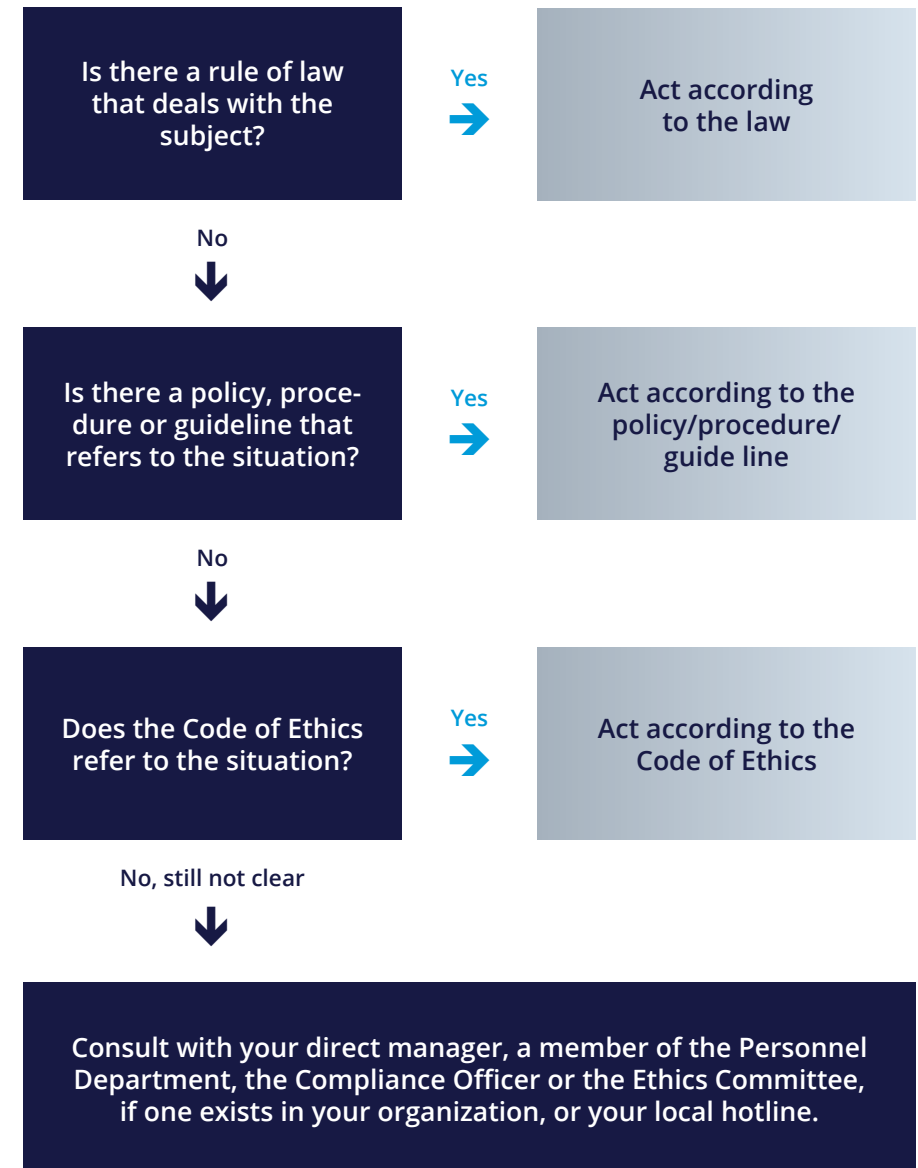 Is there a rule of law
that deals with the
subject?
Yes
Act according
to the law
No
Is there a policy, proce-
dure or guideline that
refers to the situation?
Yes
Act according to the
policy/procedure/
guide line
No
Does the Code of Ethics
refer to the situation?
Yes
Act according to the
Code of Ethics
No, still not clear
Consult with your direct manager, a member of the Personnel
Department, the Compliance Officer or the Ethics Committee,
if one exists in your organization, or your local hotline.